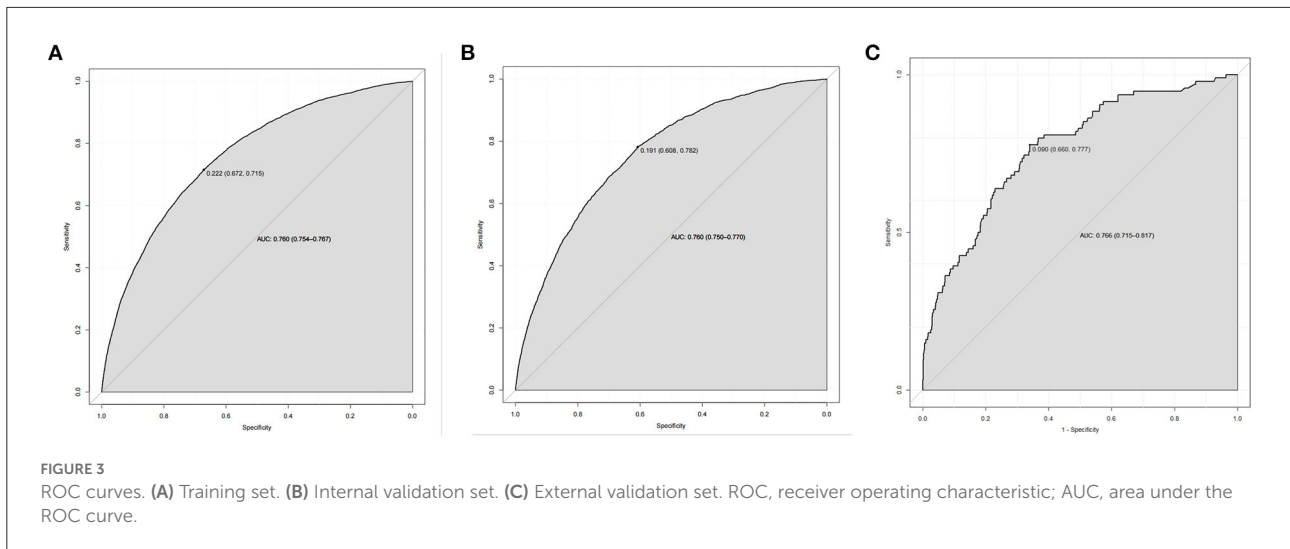 A
1.0
0.8
0.6
0.4
0.2
0.0
Sensitivity
0.222 (0.672, 0.715)
AUC: 0.760 (0.754–0.767)
1.0 0.8 0.6 0.4 0.2 0.0
Specificity
B
1.0
0.8
0.6
0.4
0.2
0.0
Sensitivity
0.191 (0.608, 0.782)
AUC: 0.760 (0.750–0.770)
1.0 0.8 0.6 0.4 0.2 0.0
Specificity
C
1.0
0.5
0.0
Sensitivity
0.090 (0.660, 0.777)
AUC: 0.766 (0.715–0.817)
0.0 0.2 0.4 0.6 0.8 1.0
1 - Specificity
FIGURE 3
ROC curves. (A) Training set. (B) Internal validation set. (C) External validation set. ROC, receiver operating characteristic; AUC, area under the
ROC curve.